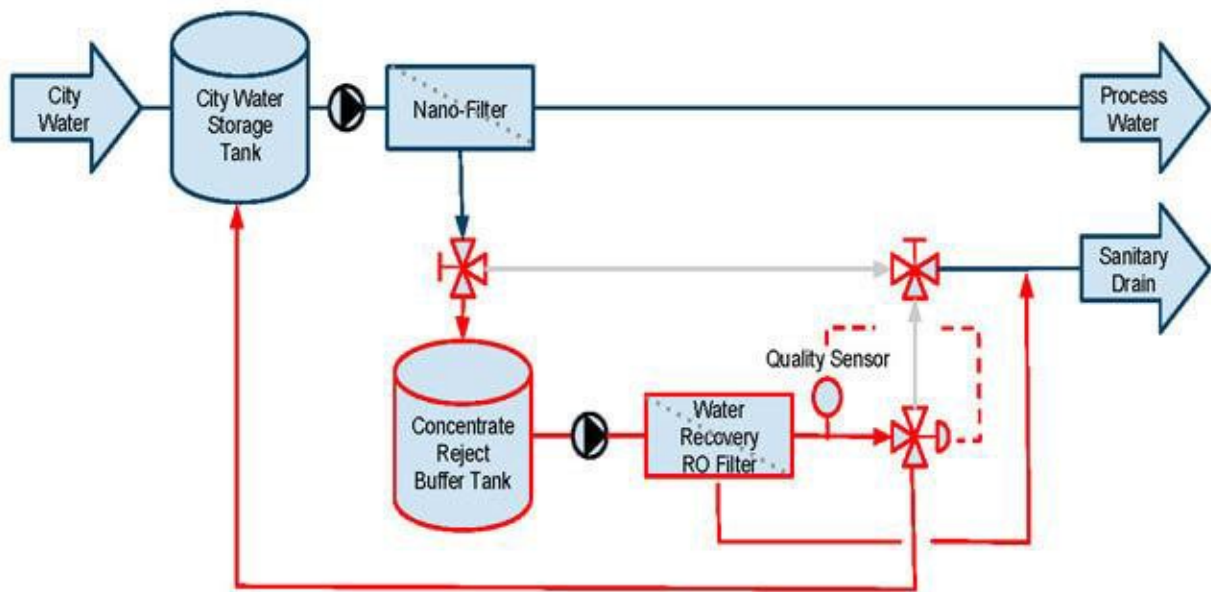 City
Water
City Water
Storage
Tank
Nano-Filter
Process
Water
Sanitary
Drain
Quality Sensor
Concentrate
Reject
Buffer Tank
Water
Recovery
RO Filter